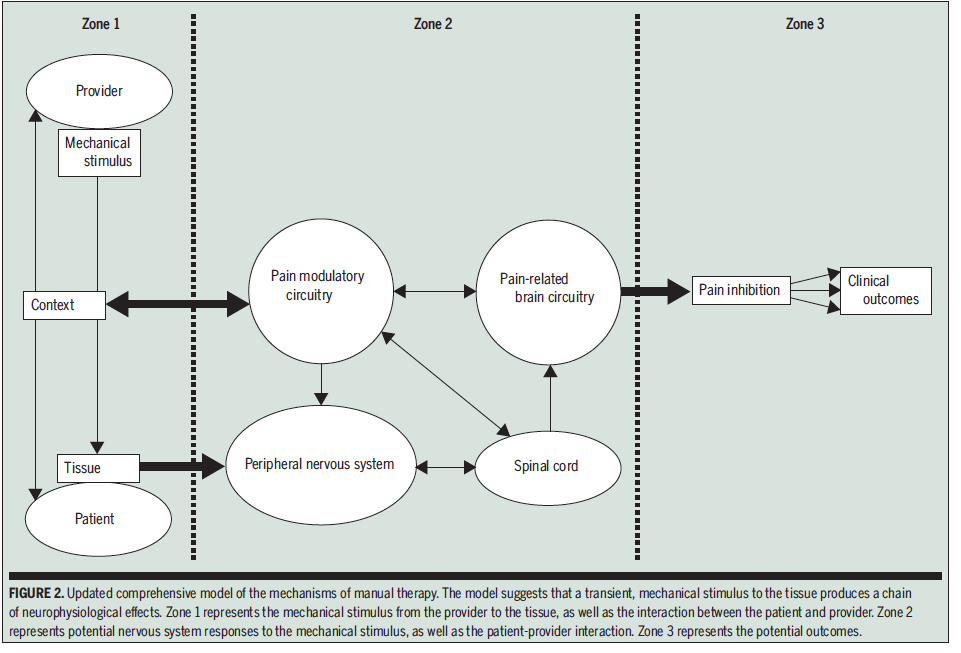 Zone 1
Zone 2
Zone 3
Provider
Mechanical
stimulus
Context
Tissue
Patient
Pain modulatory
circuitry
Pain-related
brain circuitry
Peripheral nervous system
Spinal cord
Pain inhibition
Clinical
outcomes
FIGURE 2. Updated comprehensive model of the mechanisms of manual therapy. The model suggests that a transient, mechanical stimulus to the tissue produces a chain
of neurophysiological effects. Zone 1 represents the mechanical stimulus from the provider to the tissue, as well as the interaction between the patient and provider. Zone 2
represents potential nervous system responses to the mechanical stimulus, as well as the patient-provider interaction. Zone 3 represents the potential outcomes.